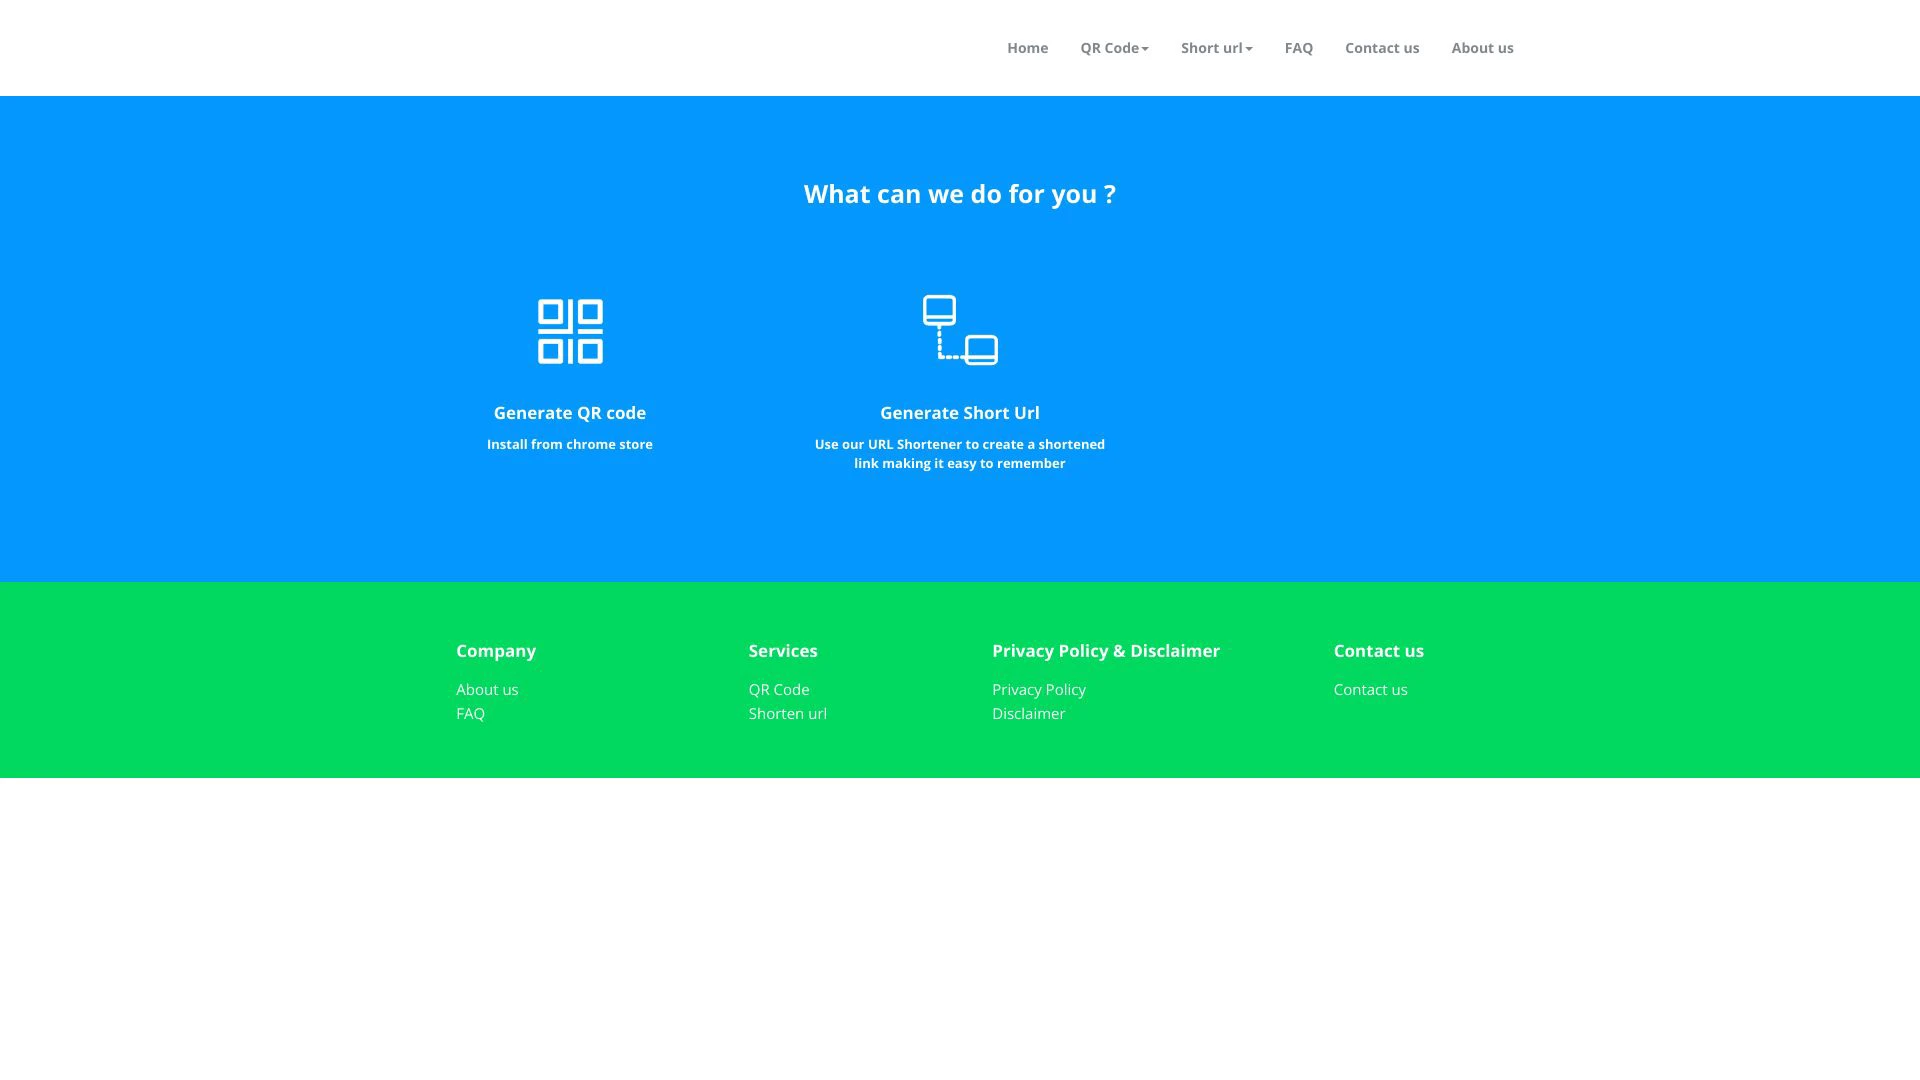 Home QR Code Short url FAQ Contact us About us
What can we do for you ?
Generate QR code
Install from chrome store
Generate Short Url
Use our URL Shortener to create a shortened
link making it easy to remember
Company
About us
FAQ
Services
QR Code
Shorten url
Privacy Policy & Disclaimer
Privacy Policy
Disclaimer
Contact us
Contact us